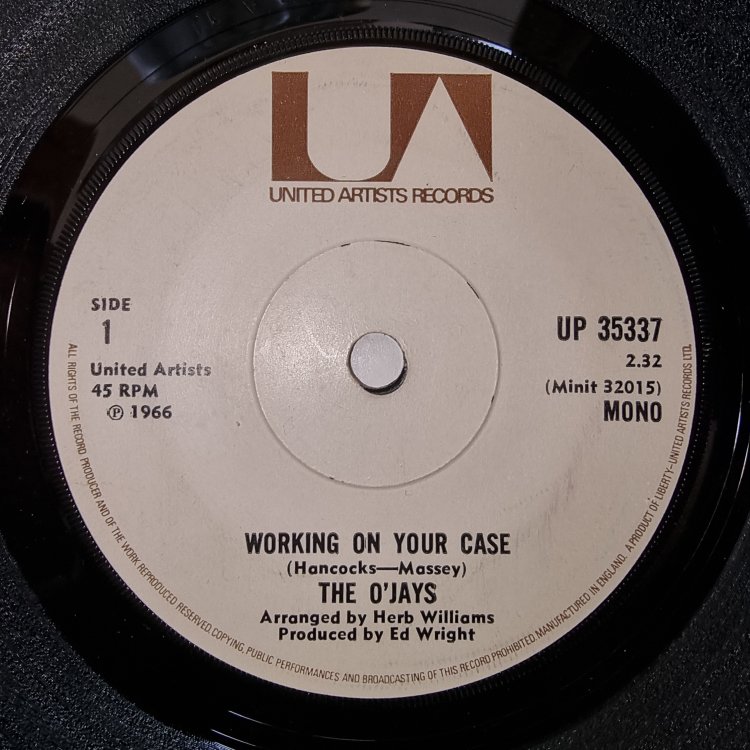 UA
UNITED ARTISTS RECORDS
SIDE
1
United Artists
45 RPM
Ⓟ 1966
UP 35337
2.32
(Minit 32015)
MONO
WORKING ON YOUR CASE
(Hancocks—Massey)
THE O'JAYS
Arranged by Herb Williams
Produced by Ed Wright
ALL RIGHTS OF THE RECORD PRODUCER AND OF THE WORK REPRODUCED RESERVED. COPYING, PUBLIC PERFORMANCES AND BROADCASTING OF THIS RECORD PROHIBITED. MANUFACTURED IN ENGLAND. A PRODUCT OF LIBERTY–UNITED ARTISTS RECORDS LTD.